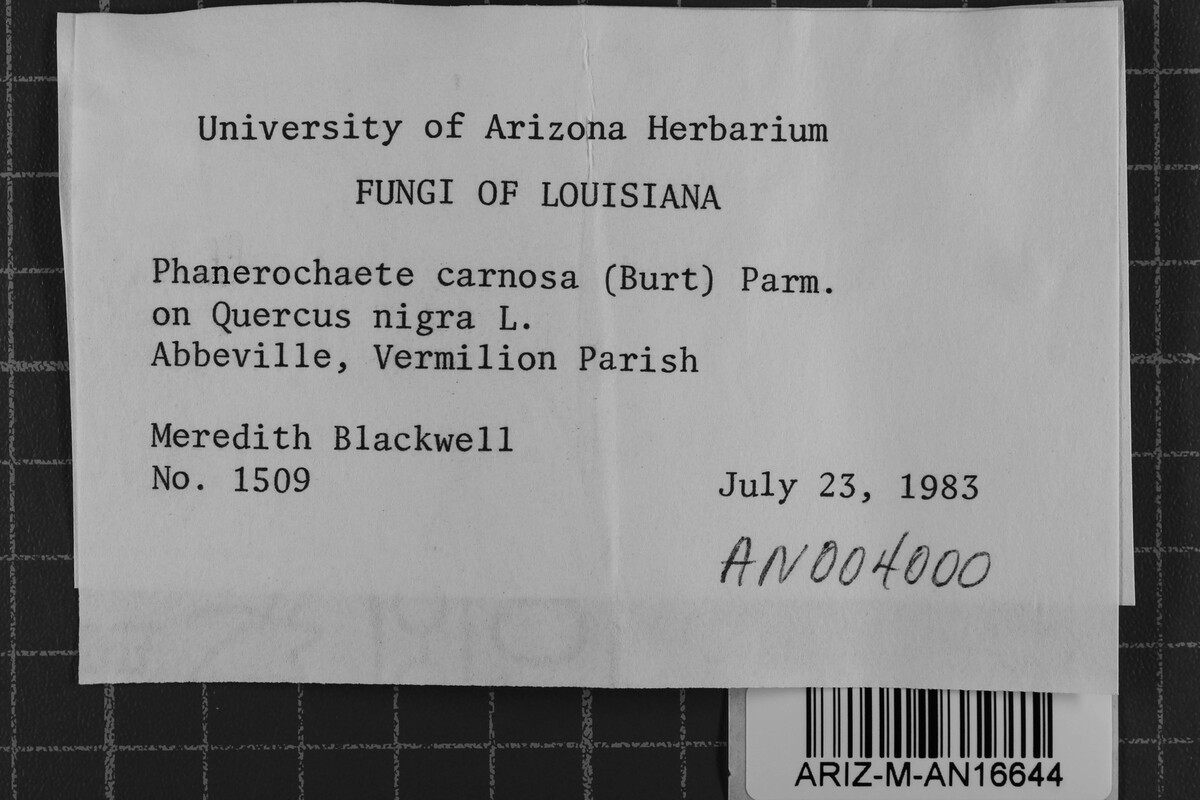 University of Arizona Herbarium
FUNGI OF LOUISIANA
Phanerochaete carnosa (Burt) Parm.
on Quercus nigra L.
Abbeville, Vermilion Parish
Meredith Blackwell
No. 1509
July 23, 1983
AN004000
ARIZ-M-AN16644